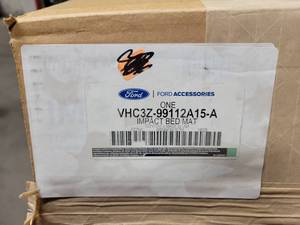 Ford | FORD ACCESSORIES
ONE
VHC3Z-99112A15-A
IMPACT BED MAT